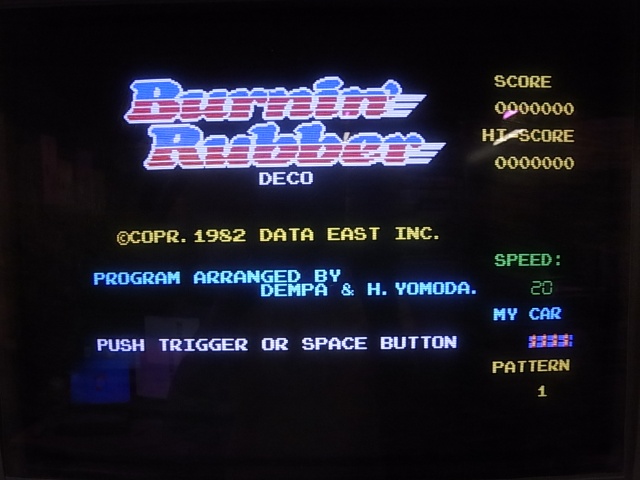 Burnin'
Rubber
DECO
©COPR. 1982 DATA EAST INC.
PROGRAM ARRANGED BY
DEMPA & H. YOMODA.
PUSH TRIGGER OR SPACE BUTTON
SCORE
0000000
HI-SCORE
0000000
SPEED:
20
MY CAR
PATTERN
1